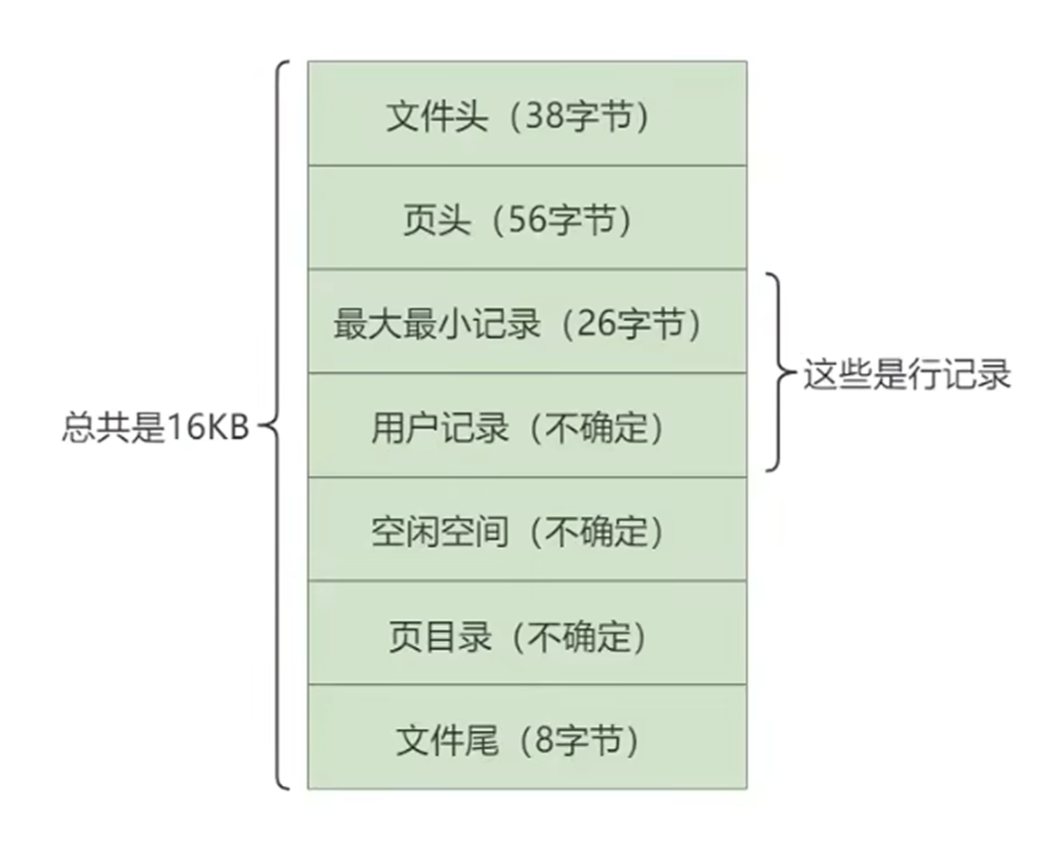 文件头（38字节）
页头（56字节）
最大最小记录（26字节）
这些是行记录
总共是16KB
用户记录（不确定）
空闲空间（不确定）
页目录（不确定）
文件尾（8字节）